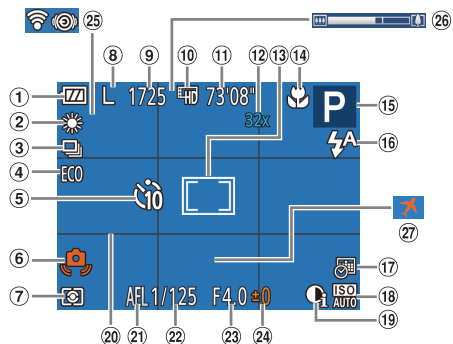 ㉕ ⑧ ⑨ ⑩ ⑪ ⑫ ⑬ ⑭ ㉖
① L 1725 HD 73'08" P ⑮
② 32x
③ ⚡A ⑯
④ ECO
⑤ 10
㉗
⑥ ⑰
⑦ AFL 1/125 F4.0 ±0 i ISO AUTO ⑱
⑳ ㉑ ㉒ ㉓ ㉔ ⑲